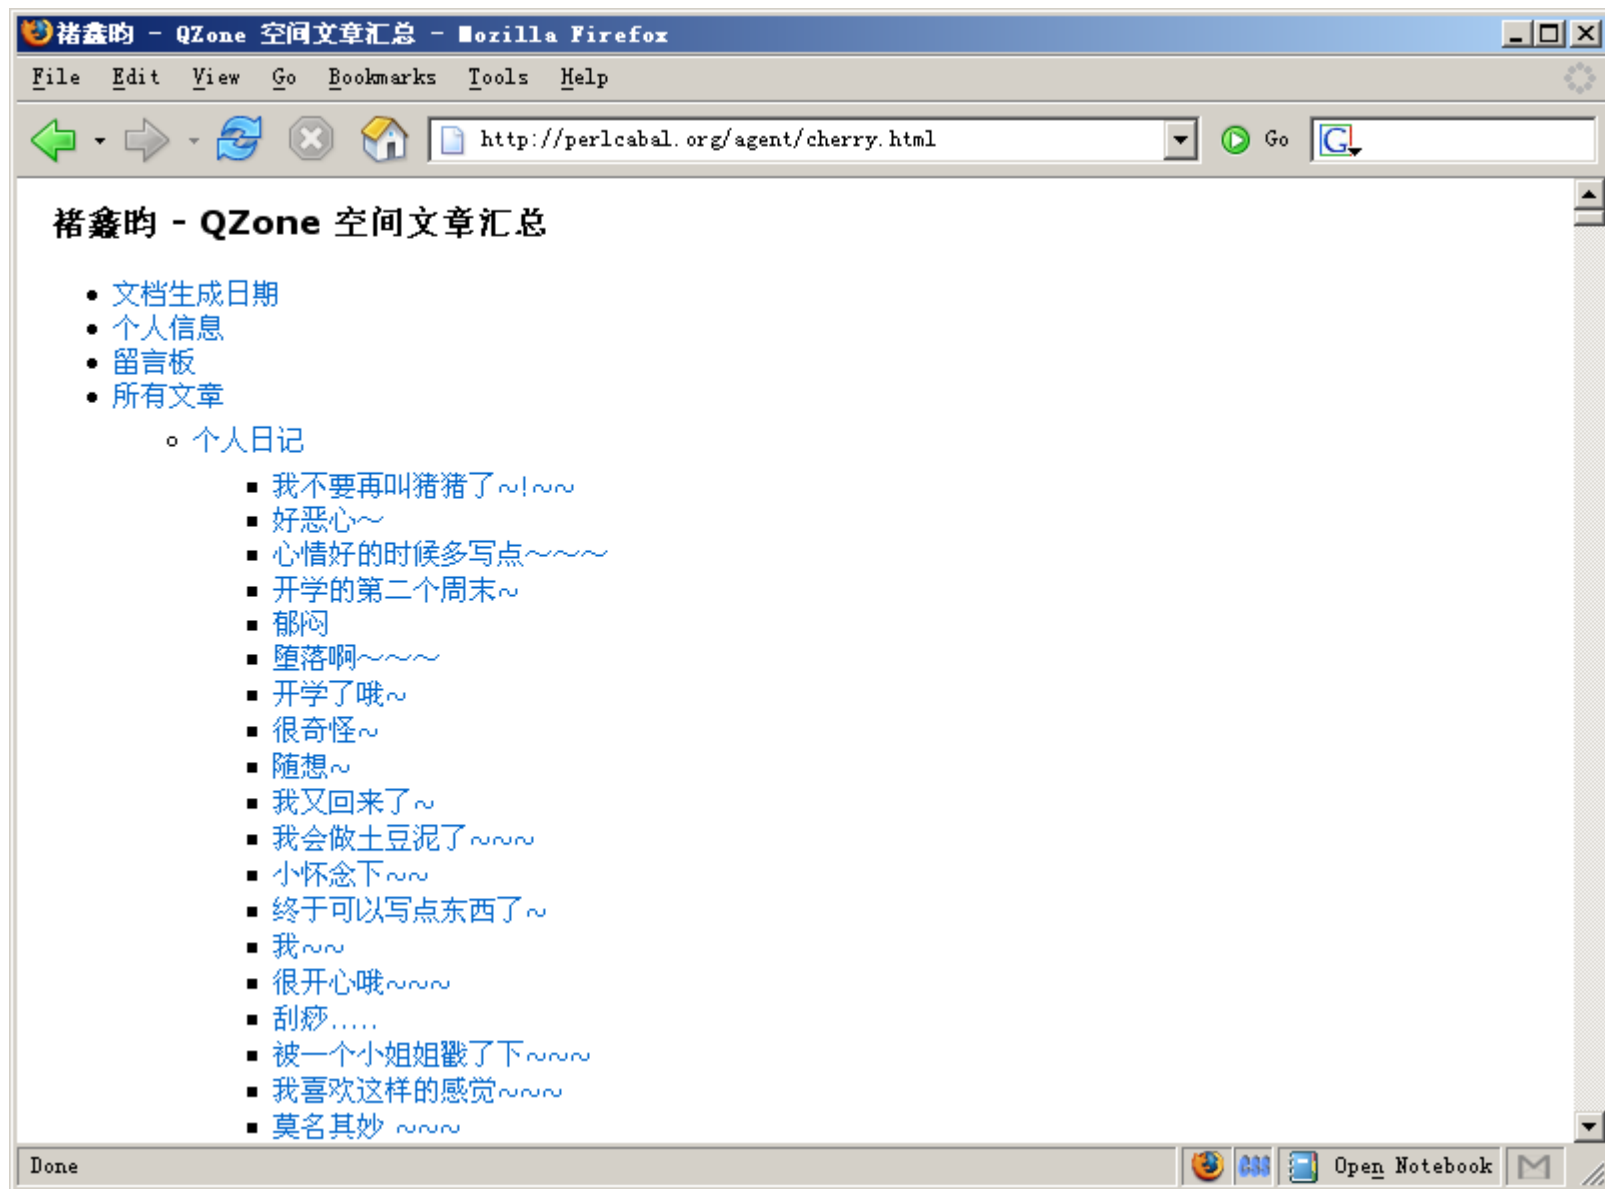 褚鑫昀 - QZone 空间文章汇总 - Mozilla Firefox
File Edit View Go Bookmarks Tools Help
http://perlcabal.org/agent/cherry.html Go G
褚鑫昀 - QZone 空间文章汇总
文档生成日期
个人信息
留言板
所有文章
个人日记
我不要再叫猪猪了~!~~
好恶心～
心情好的时候多写点～～～
开学的第二个周末~
郁闷
堕落啊～～～
开学了哦~
很奇怪~
随想~
我又回来了~
我会做土豆泥了~~~
小怀念下~~
终于可以写点东西了~
我~~
很开心哦~~~
刮痧.....
被一个小姐姐戳了下~~~
我喜欢这样的感觉~~~
莫名其妙 ~~~
Done CSS Open Notebook